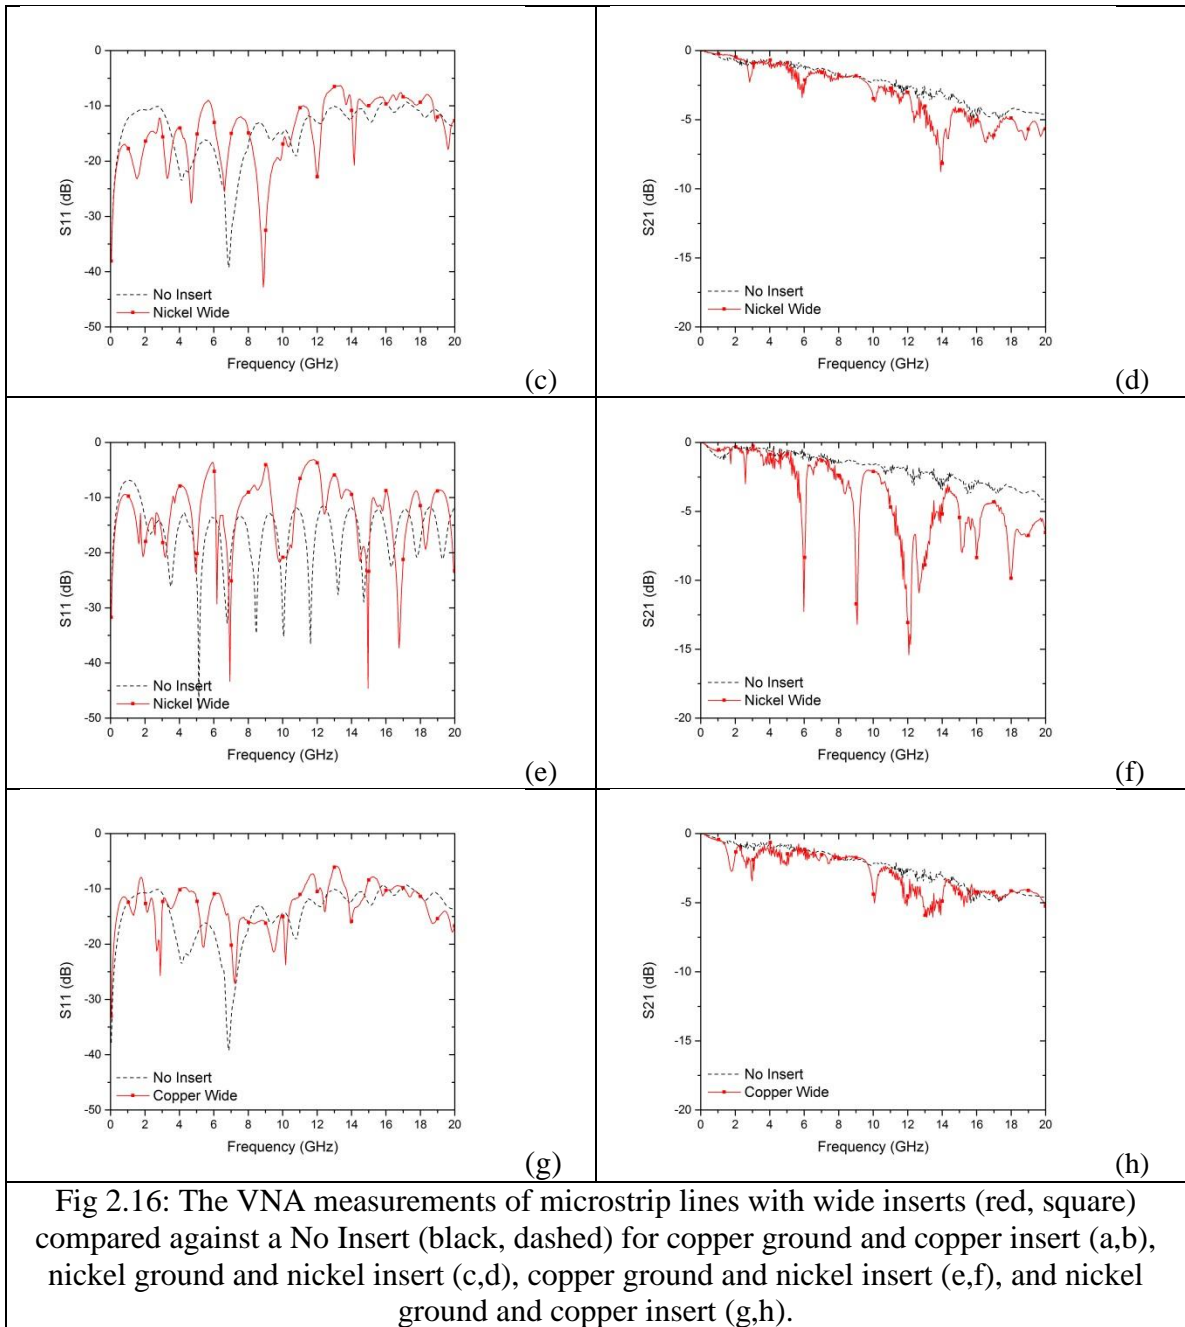 0
-10
-20
-30
-40
-50
S11 (dB)
No Insert
Nickel Wide
0 2 4 6 8 10 12 14 16 18 20
Frequency (GHz)
(c)
0
-5
-10
-15
-20
S21 (dB)
No Insert
Nickel Wide
0 2 4 6 8 10 12 14 16 18 20
Frequency (GHz)
(d)
0
-10
-20
-30
-40
-50
S11 (dB)
No Insert
Nickel Wide
0 2 4 6 8 10 12 14 16 18 20
Frequency (GHz)
(e)
0
-5
-10
-15
-20
S21 (dB)
No Insert
Nickel Wide
0 2 4 6 8 10 12 14 16 18 20
Frequency (GHz)
(f)
0
-10
-20
-30
-40
-50
S11 (dB)
No Insert
Copper Wide
0 2 4 6 8 10 12 14 16 18 20
Frequency (GHz)
(g)
0
-5
-10
-15
-20
S21 (dB)
No Insert
Copper Wide
0 2 4 6 8 10 12 14 16 18 20
Frequency (GHz)
(h)
Fig 2.16: The VNA measurements of microstrip lines with wide inserts (red, square)
compared against a No Insert (black, dashed) for copper ground and copper insert (a,b),
nickel ground and nickel insert (c,d), copper ground and nickel insert (e,f), and nickel
ground and copper insert (g,h).